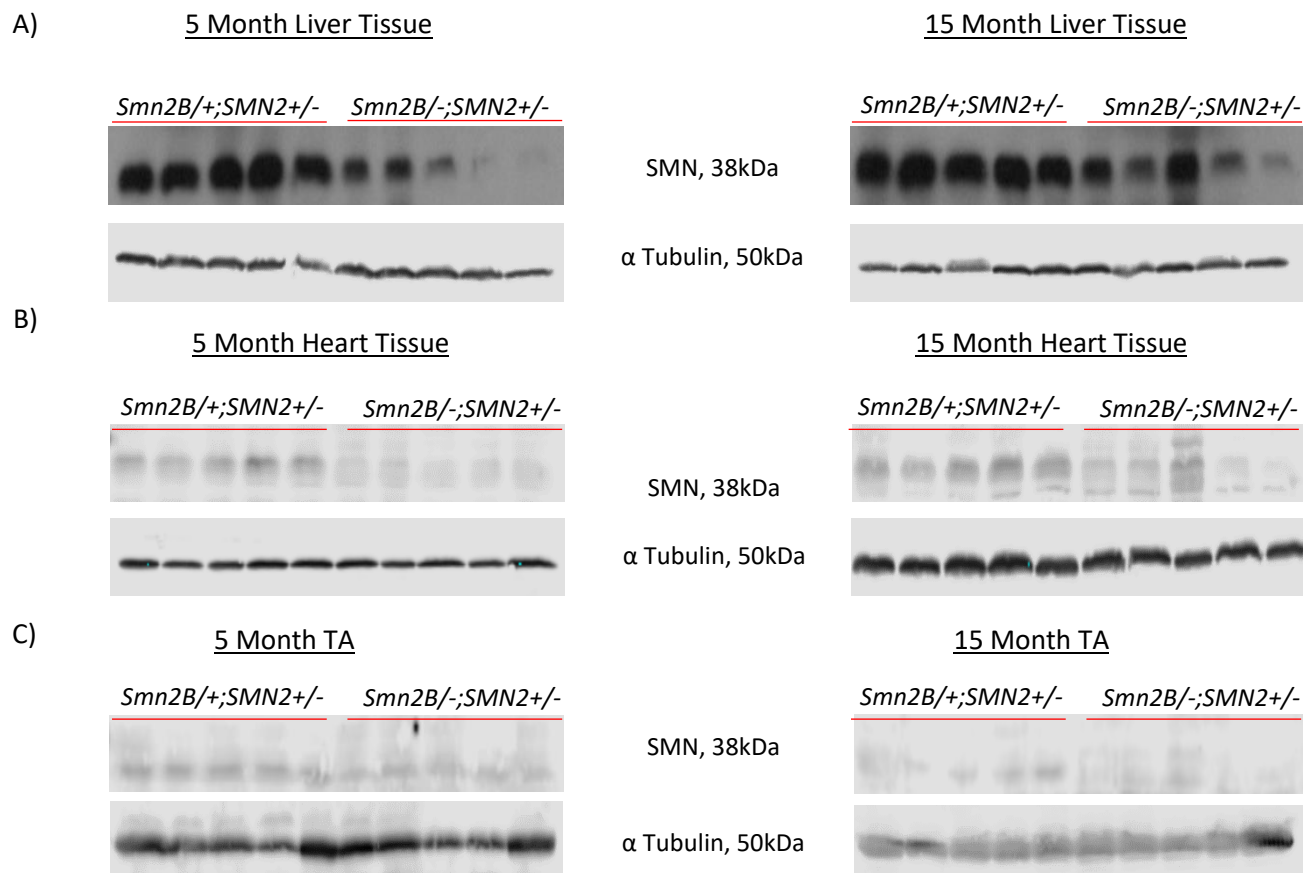 A)
5 Month Liver Tissue
15 Month Liver Tissue
Smn2B/+;SMN2+/-
Smn2B/-;SMN2+/-
Smn2B/+;SMN2+/-
Smn2B/-;SMN2+/-
SMN, 38kDa
α Tubulin, 50kDa
B)
5 Month Heart Tissue
15 Month Heart Tissue
Smn2B/+;SMN2+/-
Smn2B/-;SMN2+/-
Smn2B/+;SMN2+/-
Smn2B/-;SMN2+/-
SMN, 38kDa
α Tubulin, 50kDa
C)
5 Month TA
15 Month TA
Smn2B/+;SMN2+/-
Smn2B/-;SMN2+/-
Smn2B/+;SMN2+/-
Smn2B/-;SMN2+/-
SMN, 38kDa
α Tubulin, 50kDa